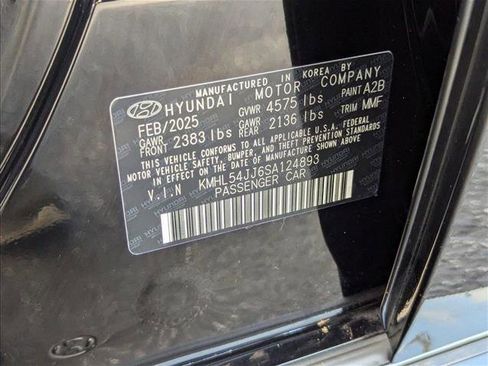 MANUFACTURED IN KOREA BY
HYUNDAI MOTOR COMPANY
FEB/2025 GVWR 4575 lbs PAINT A2B
GAWR FRONT 2383 lbs GAWR REAR 2136 lbs TRIM MMF
THIS VEHICLE CONFORMS TO ALL APPLICABLE U.S.A. FEDERAL
MOTOR VEHICLE SAFETY, BUMPER, AND THEFT PREVENTION
STANDARDS IN EFFECT ON THE DATE OF MANUFACTURE SHOWN ABOVE.
V.I.N KMHL54JJ6SA124893
PASSENGER CAR